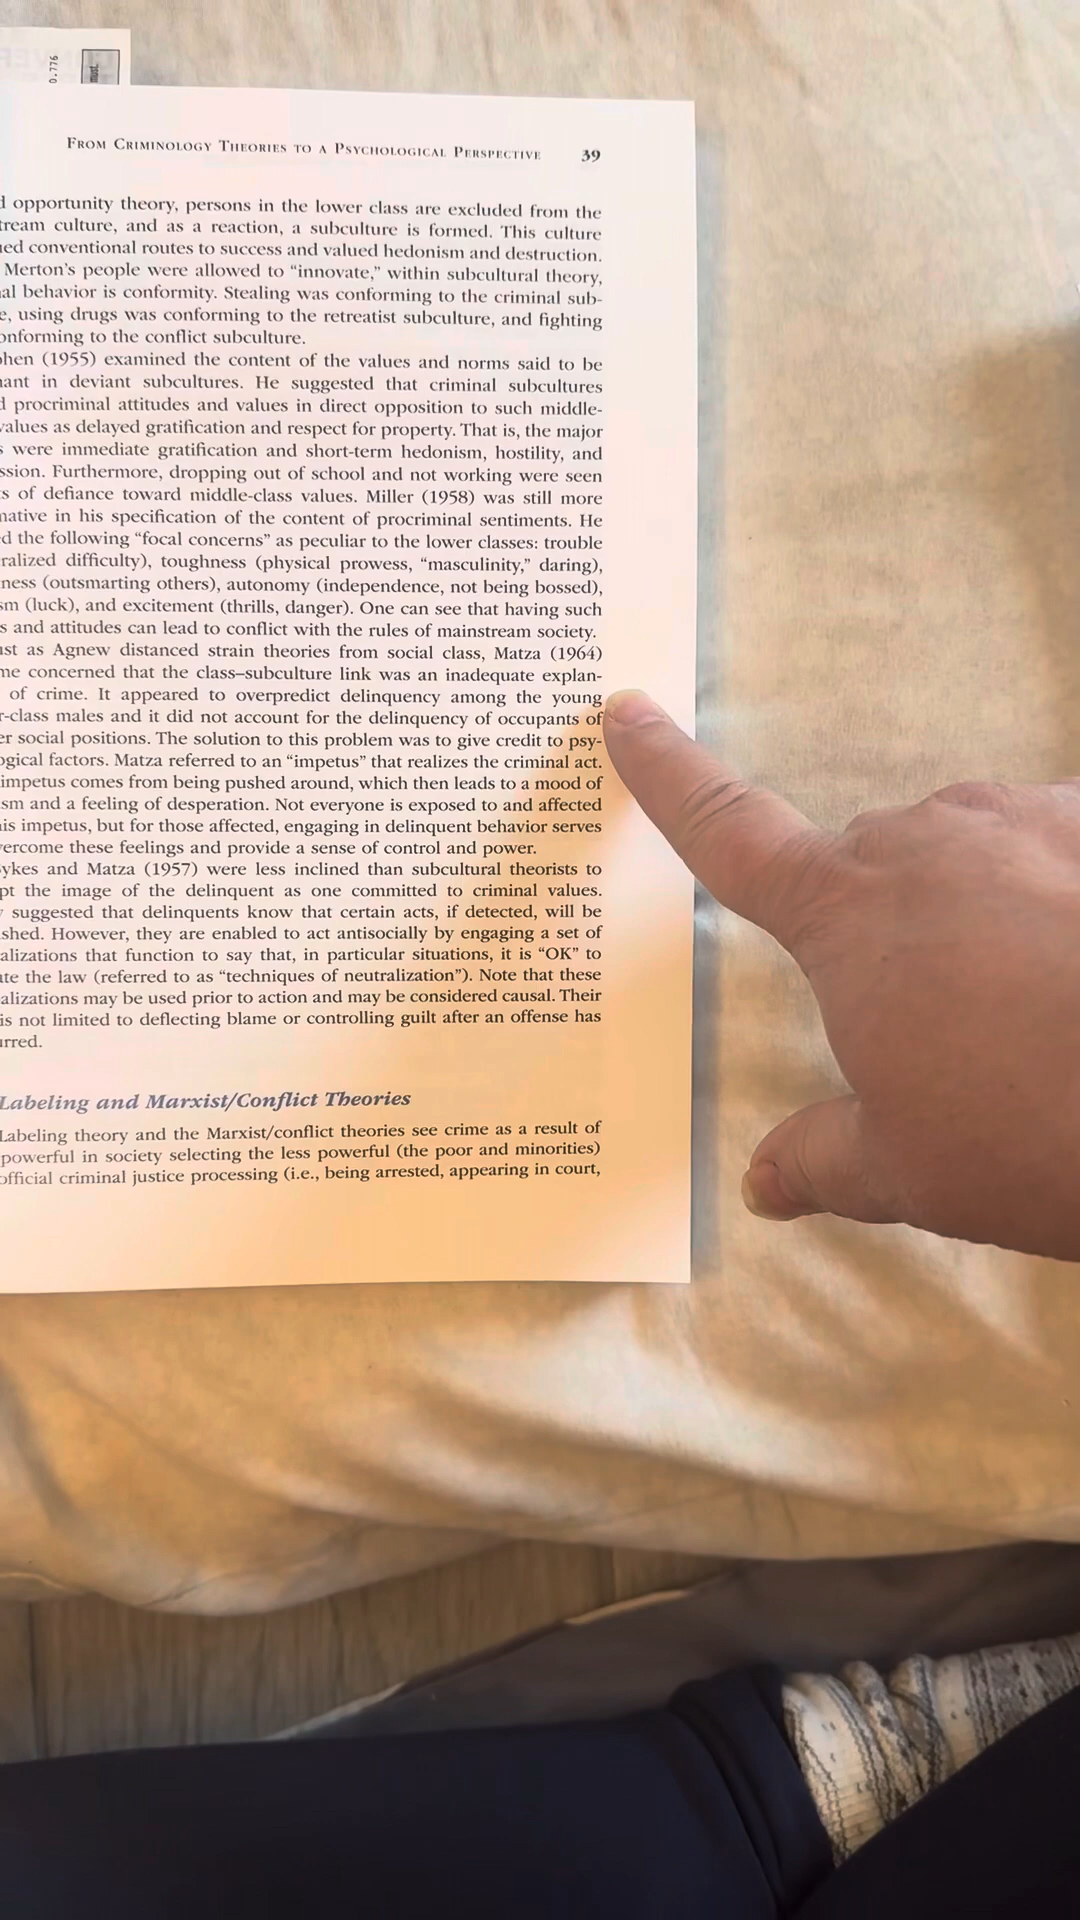 0.776
must.
FROM CRIMINOLOGY THEORIES TO A PSYCHOLOGICAL PERSPECTIVE 39
opportunity theory, persons in the lower class are excluded from the
tream culture, and as a reaction, a subculture is formed. This culture
ed conventional routes to success and valued hedonism and destruction.
Merton's people were allowed to “innovate,” within subcultural theory,
al behavior is conformity. Stealing was conforming to the criminal sub-
e, using drugs was conforming to the retreatist subculture, and fighting
onforming to the conflict subculture.
hen (1955) examined the content of the values and norms said to be
ant in deviant subcultures. He suggested that criminal subcultures
d procriminal attitudes and values in direct opposition to such middle-
values as delayed gratification and respect for property. That is, the major
s were immediate gratification and short-term hedonism, hostility, and
ssion. Furthermore, dropping out of school and not working were seen
s of defiance toward middle-class values. Miller (1958) was still more
native in his specification of the content of procriminal sentiments. He
d the following “focal concerns” as peculiar to the lower classes: trouble
ralized difficulty), toughness (physical prowess, “masculinity,” daring),
ness (outsmarting others), autonomy (independence, not being bossed),
sm (luck), and excitement (thrills, danger). One can see that having such
s and attitudes can lead to conflict with the rules of mainstream society.
ust as Agnew distanced strain theories from social class, Matza (1964)
me concerned that the class–subculture link was an inadequate explan-
of crime. It appeared to overpredict delinquency among the young
r-class males and it did not account for the delinquency of occupants of
er social positions. The solution to this problem was to give credit to psy-
ogical factors. Matza referred to an “impetus” that realizes the criminal act.
impetus comes from being pushed around, which then leads to a mood of
sm and a feeling of desperation. Not everyone is exposed to and affected
is impetus, but for those affected, engaging in delinquent behavior serves
vercome these feelings and provide a sense of control and power.
ykes and Matza (1957) were less inclined than subcultural theorists to
pt the image of the delinquent as one committed to criminal values.
suggested that delinquents know that certain acts, if detected, will be
shed. However, they are enabled to act antisocially by engaging a set of
alizations that function to say that, in particular situations, it is “OK” to
te the law (referred to as “techniques of neutralization”). Note that these
alizations may be used prior to action and may be considered causal. Their
is not limited to deflecting blame or controlling guilt after an offense has
urred.
Labeling and Marxist/Conflict Theories
Labeling theory and the Marxist/conflict theories see crime as a result of
powerful in society selecting the less powerful (the poor and minorities)
official criminal justice processing (i.e., being arrested, appearing in court,